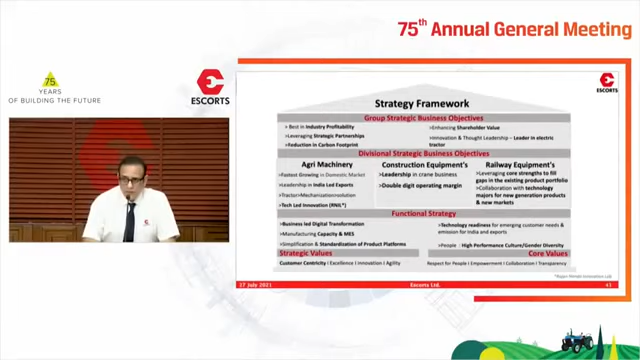 75th Annual General Meeting
75
YEARS
OF BUILDING THE FUTURE
ESCORTS
ESCORTS
Strategy Framework
Group Strategic Business Objectives
>Best in Industry Profitability
>Leveraging Strategic Partnerships
>Reduction in Carbon Footprint
>Enhancing Shareholder Value
>Innovation & Thought Leadership – Leader in electric
tractor
Divisional Strategic Business Objectives
Agri Machinery
>Fastest Growing in Domestic Market
>Leadership in India Led Exports
>Tractor>Mechanization>solution
>Tech Led Innovation (RNIL*)
Construction Equipment's
>Leadership in crane business
>Double digit operating margin
Railway Equipment's
>Leveraging core strengths to fill
gaps in the existing product portfolio
>Collaboration with technology
majors for new generation products
& new markets
Functional Strategy
>Business led Digital Transformation
>Manufacturing Capacity & MES
>Simplification & Standardization of Product Platforms
>Technology readiness for emerging customer needs &
emission for India and exports
>People : High Performance Culture/Gender Diversity
Strategic Values
Core Values
Customer Centricity I Excellence I Innovation I Agility
Respect for People I Empowerment I Collaboration I Transparency
27 July 2021
Escorts Ltd.
43